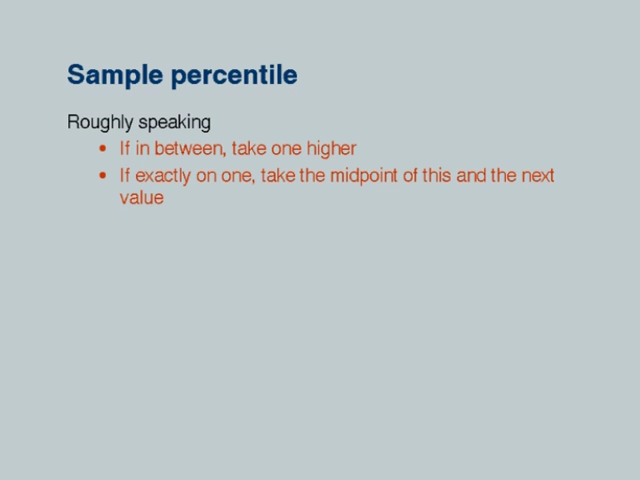 Sample percentile
Roughly speaking
• If in between, take one higher
• If exactly on one, take the midpoint of this and the next
value